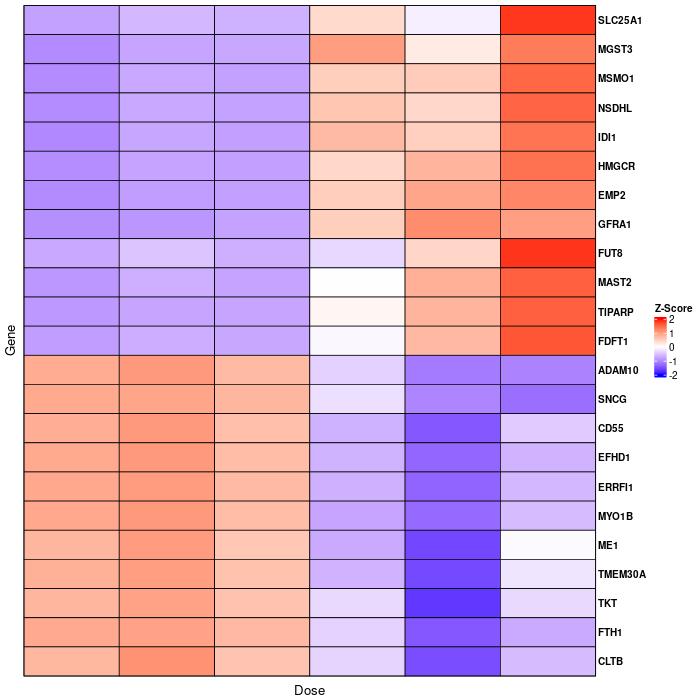 SLC25A1
MGST3
MSMO1
NSDHL
IDI1
HMGCR
EMP2
GFRA1
FUT8
MAST2
TIPARP
FDFT1
ADAM10
SNCG
CD55
EFHD1
ERRFI1
MYO1B
ME1
TMEM30A
TKT
FTH1
CLTB
Gene
Dose
Z-Score
2
1
0
-1
-2